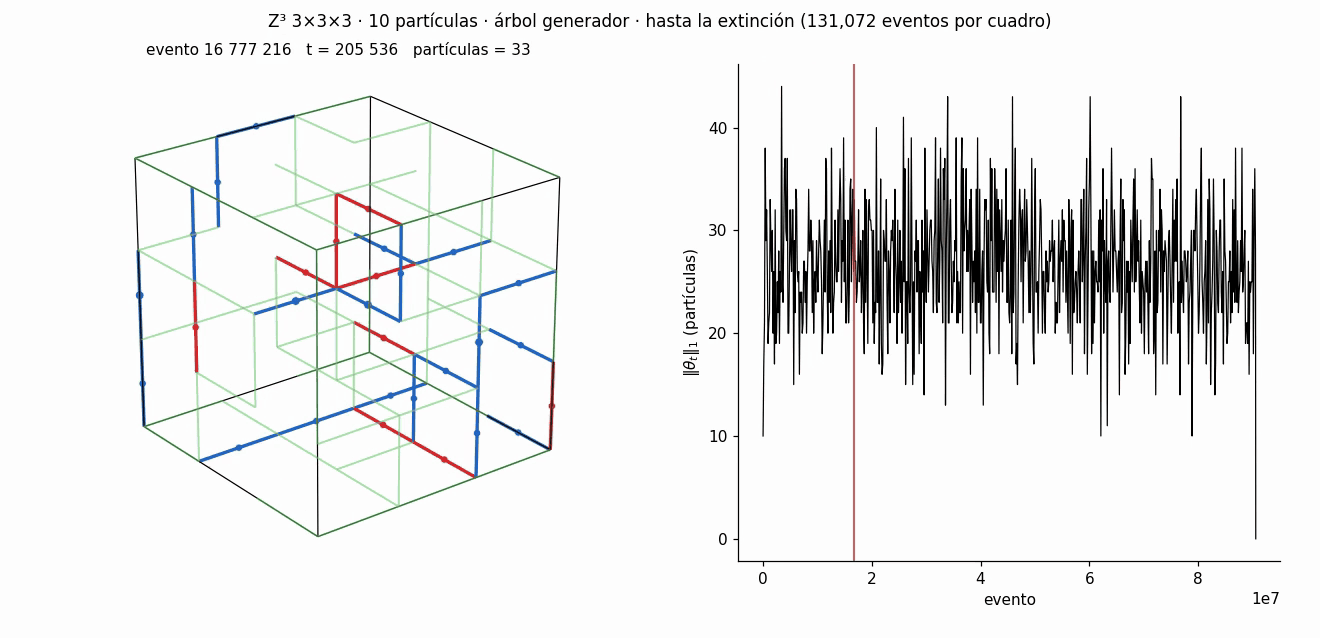 Z³ 3×3×3 · 10 partículas · árbol generador · hasta la extinción (131,072 eventos por cuadro)
evento 16 777 216   t = 205 536   partículas = 33
‖θₜ‖₁ (partículas)
40
30
20
10
0
0 2 4 6 8
1e7
evento